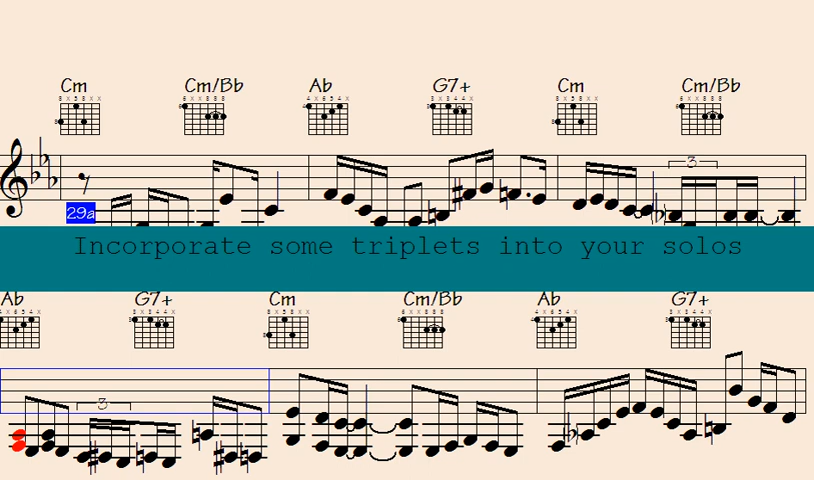 Cm Cm/Bb Ab G7+ Cm Cm/Bb
3
29a
Incorporate some triplets into your solos
Ab G7+ Cm Cm/Bb Ab G7+
3